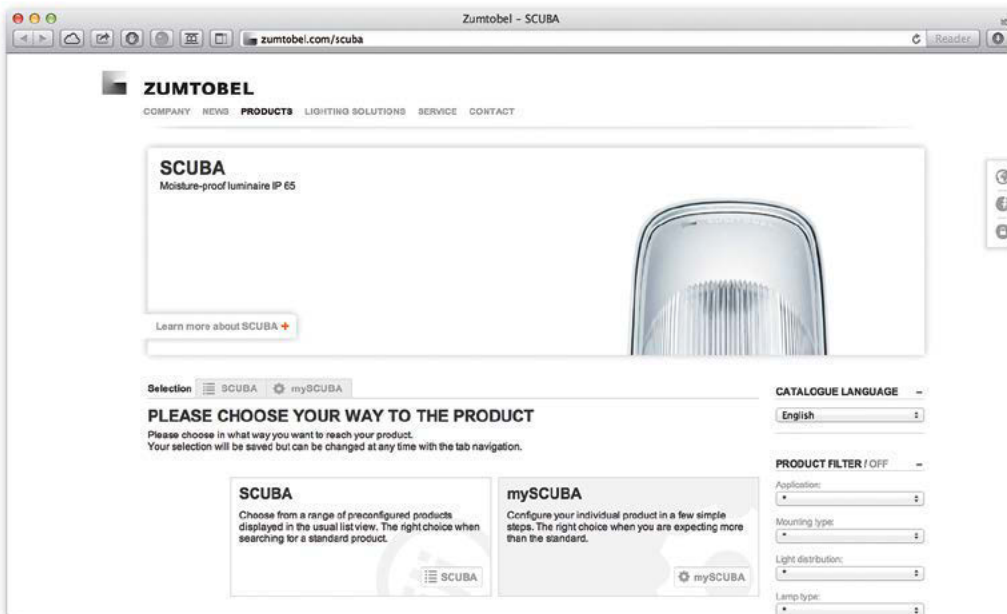 Zumtobel – SCUBA
zumtobel.com/scuba
Reader
ZUMTOBEL
COMPANY NEWS PRODUCTS LIGHTING SOLUTIONS SERVICE CONTACT
SCUBA
Moisture-proof luminaire IP 65
Learn more about SCUBA +
Selection SCUBA mySCUBA
PLEASE CHOOSE YOUR WAY TO THE PRODUCT
Please choose in what way you want to reach your product.
Your selection will be saved but can be changed at any time with the tab navigation.
SCUBA
Choose from a range of preconfigured products
displayed in the usual list view. The right choice when
searching for a standard product.
SCUBA
mySCUBA
Configure your individual product in a few simple
steps. The right choice when you are expecting more
than the standard.
mySCUBA
CATALOGUE LANGUAGE –
English
PRODUCT FILTER / OFF –
Application:
*
Mounting type:
*
Light distribution:
*
Lamp type:
*